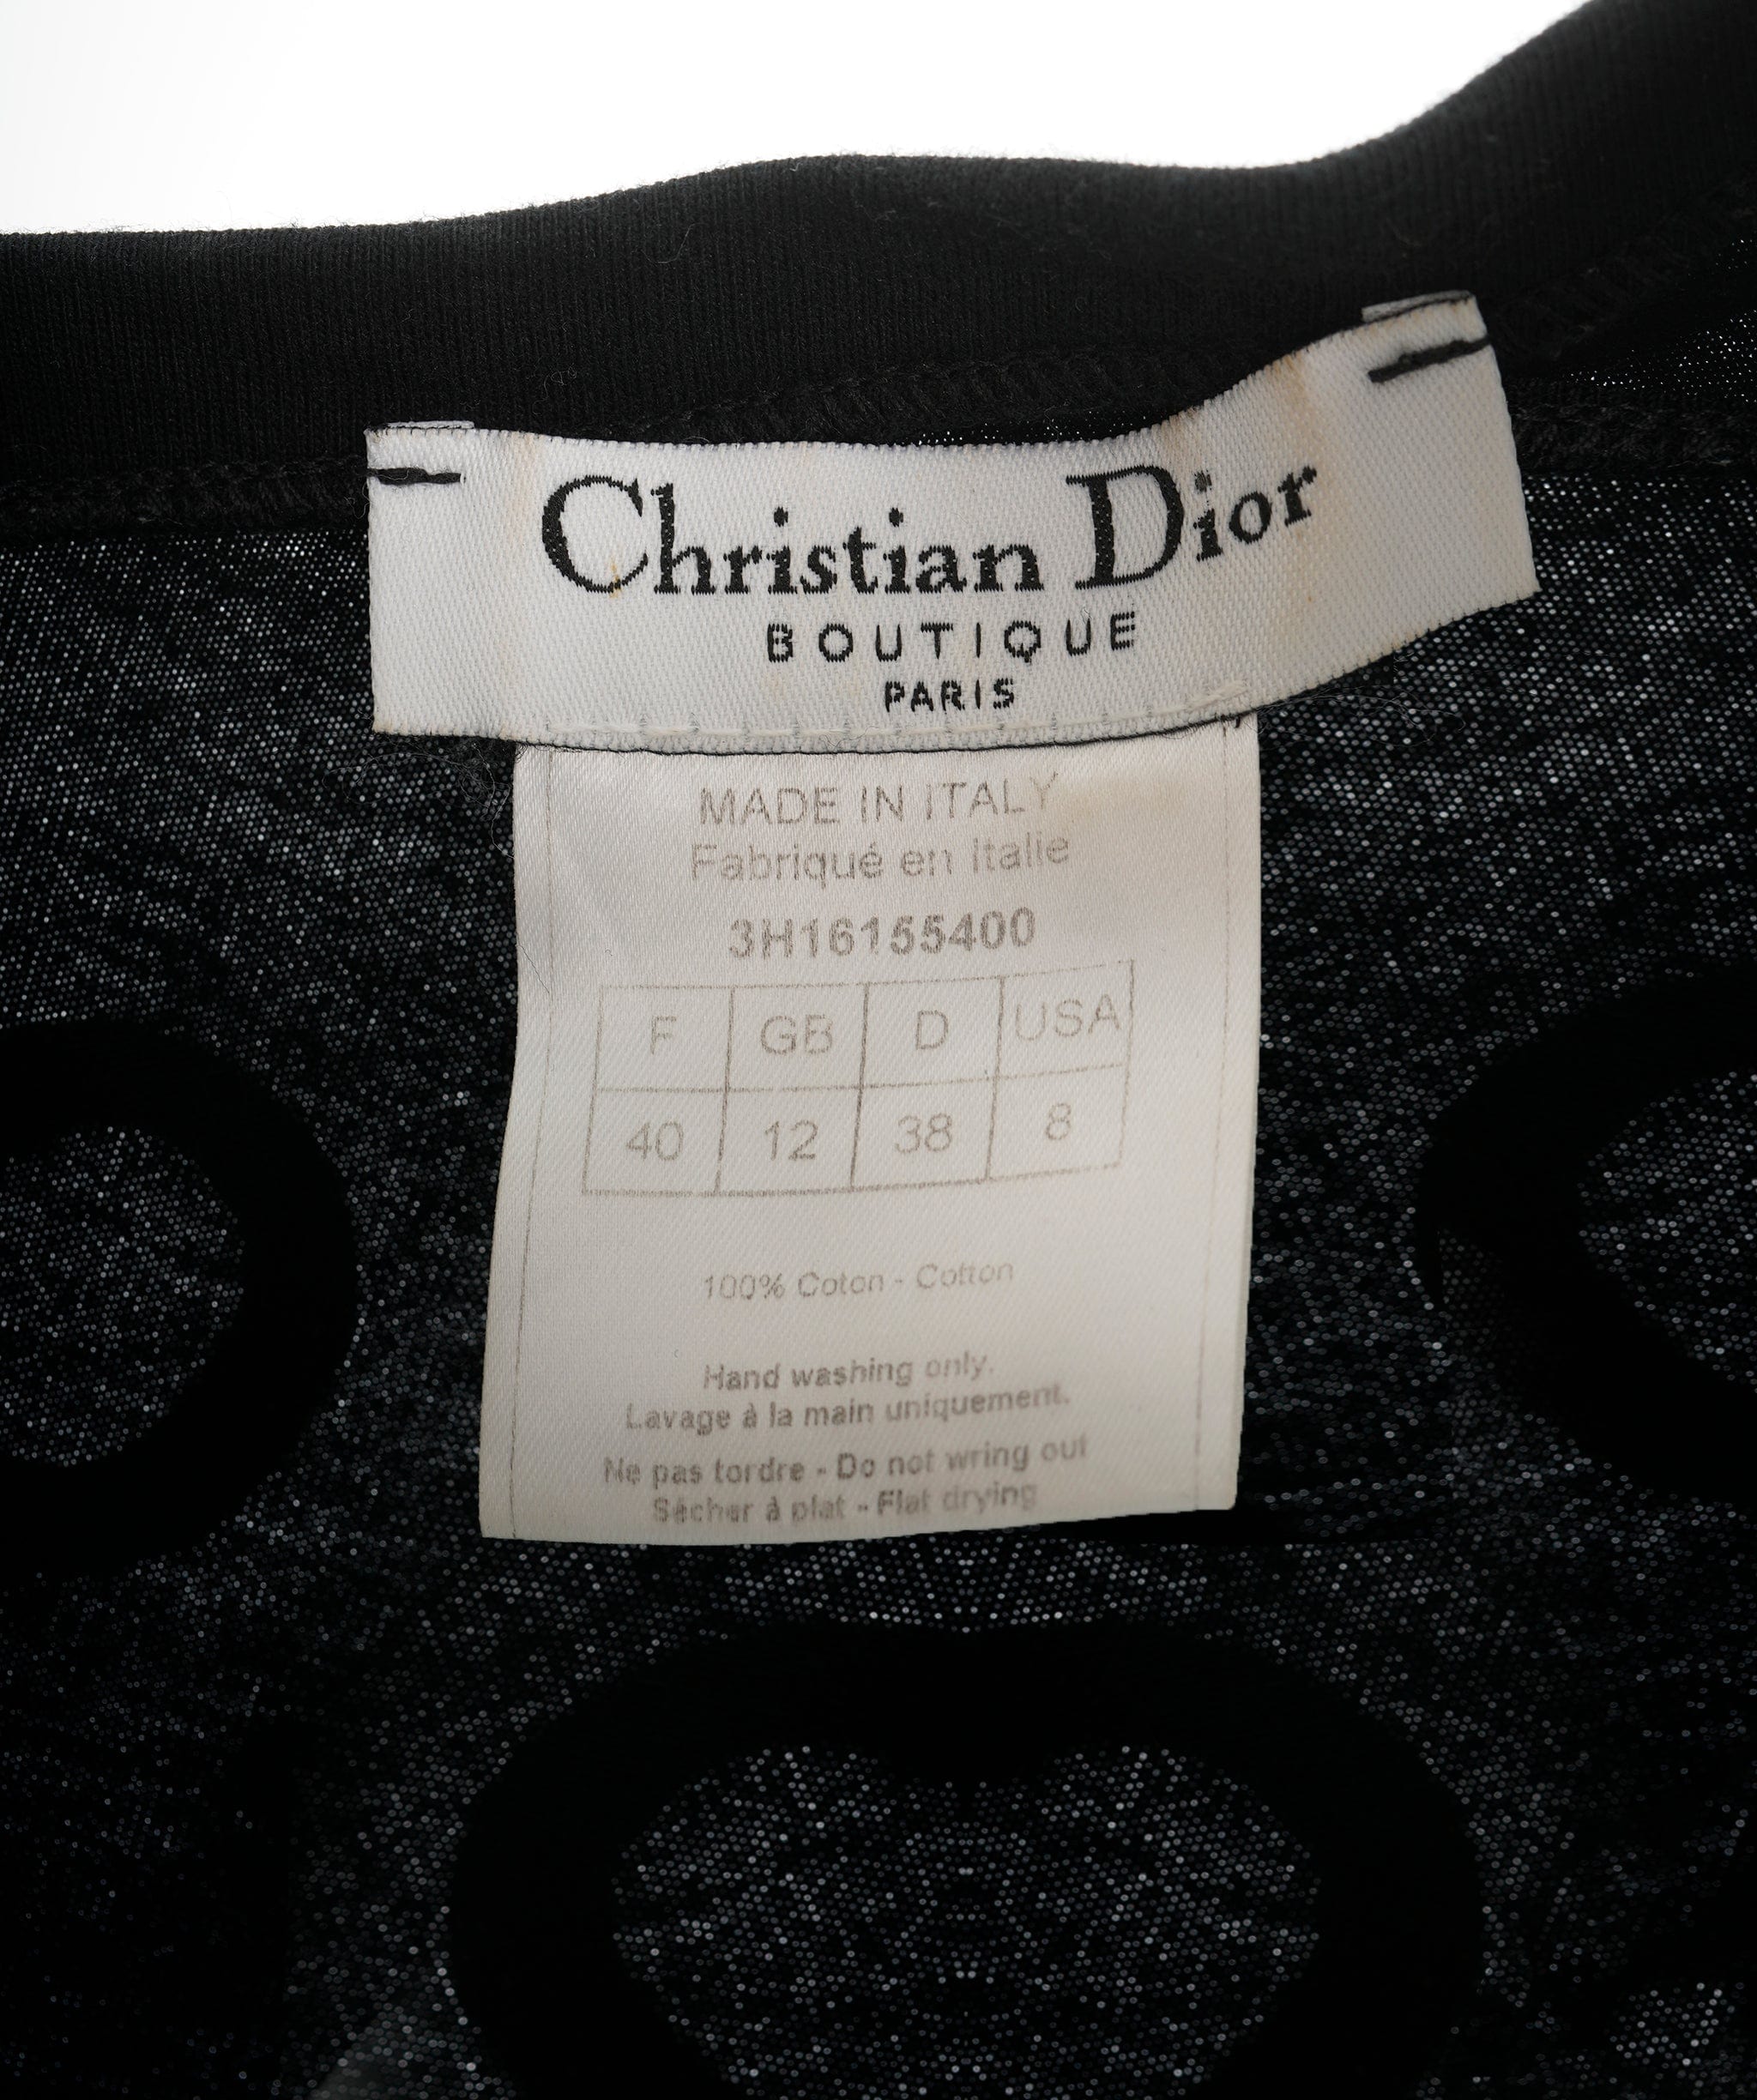 Christian Dior
BOUTIQUE
PARIS
MADE IN ITALY
Fabriqué en Italie
3H16155400
F GB D USA
40 12 38 8
100% Coton - Cotton
Hand washing only.
Lavage à la main uniquement.
Ne pas tordre - Do not wring out
Sécher à plat - Flat drying